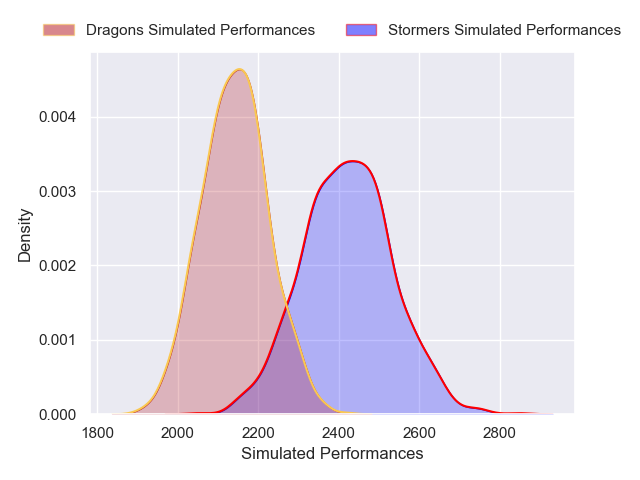 Dragons Simulated Performances Stormers Simulated Performances
0.004
0.003
0.002
0.001
0.000
Density
1800 2000 2200 2400 2600 2800
Simulated Performances